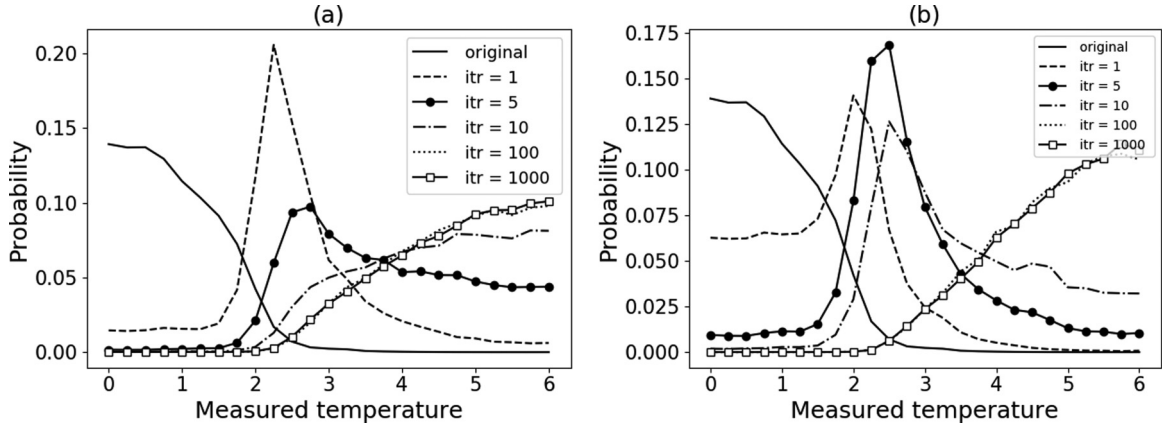 (a)
Probability
0.20
0.15
0.10
0.05
0.00
original
itr = 1
itr = 5
itr = 10
itr = 100
itr = 1000
0 1 2 3 4 5 6
Measured temperature
(b)
Probability
0.175
0.150
0.125
0.100
0.075
0.050
0.025
0.000
original
itr = 1
itr = 5
itr = 10
itr = 100
itr = 1000
0 1 2 3 4 5 6
Measured temperature